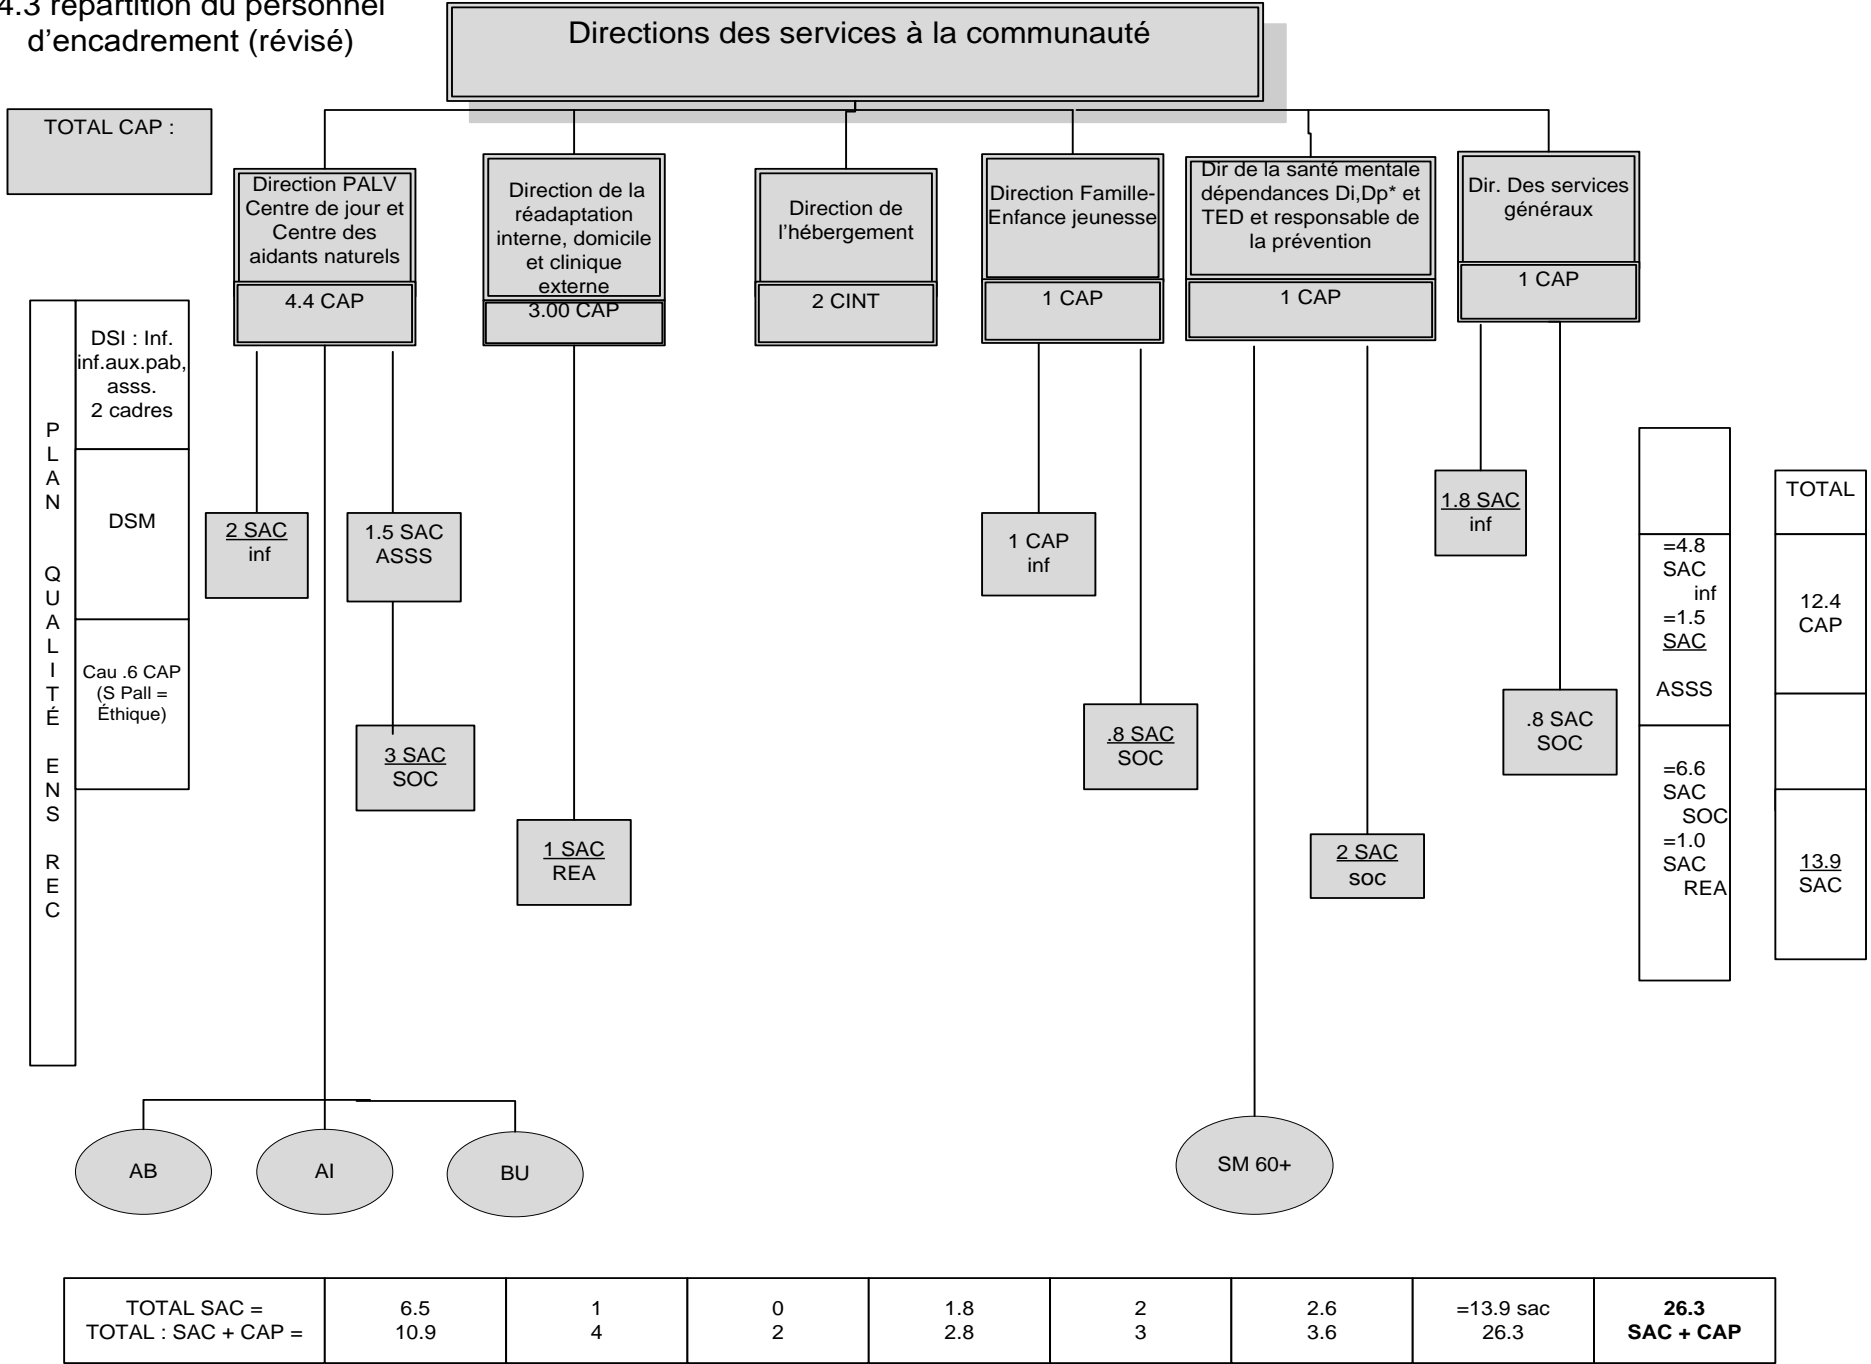 4.3 répartition du personnel
d'encadrement (révisé)
Directions des services à la communauté
TOTAL CAP :
Direction PALV
Centre de jour et
Centre des
aidants naturels
4.4 CAP
Direction de la
réadaptation
interne, domicile
et clinique
externe
3.00 CAP
Direction de
l'hébergement
2 CINT
Direction Famille-
Enfance jeunesse
1 CAP
Dir de la santé mentale
dépendances Di,Dp* et
TED et responsable de
la prévention
1 CAP
Dir. Des services
généraux
1 CAP
PLAN QUALITÉ ENS REC
DSI : Inf.
inf.aux.pab,
asss.
2 cadres
DSM
Cau .6 CAP
(S Pall =
Éthique)
2 SAC
inf
1.5 SAC
ASSS
3 SAC
SOC
1 SAC
REA
1 CAP
inf
.8 SAC
SOC
2 SAC
soc
1.8 SAC
inf
.8 SAC
SOC
=4.8
SAC
inf
=1.5
SAC
ASSS
=6.6
SAC
SOC
=1.0
SAC
REA
TOTAL
12.4
CAP
13.9
SAC
AB
AI
BU
SM 60+
TOTAL SAC = 6.5 1 0 1.8 2 2.6 =13.9 sac 26.3
TOTAL : SAC + CAP = 10.9 4 2 2.8 3 3.6 26.3 SAC + CAP